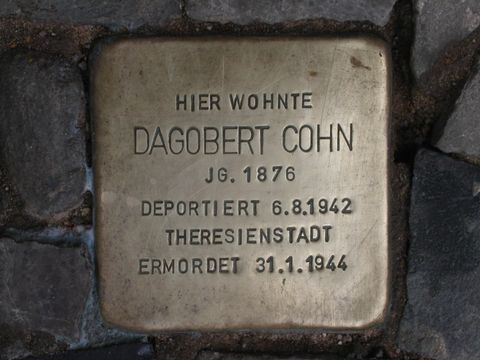 HIER WOHNTE
DAGOBERT COHN
JG. 1876
DEPORTIERT 6.8.1942
THERESIENSTADT
ERMORDET 31.1.1944